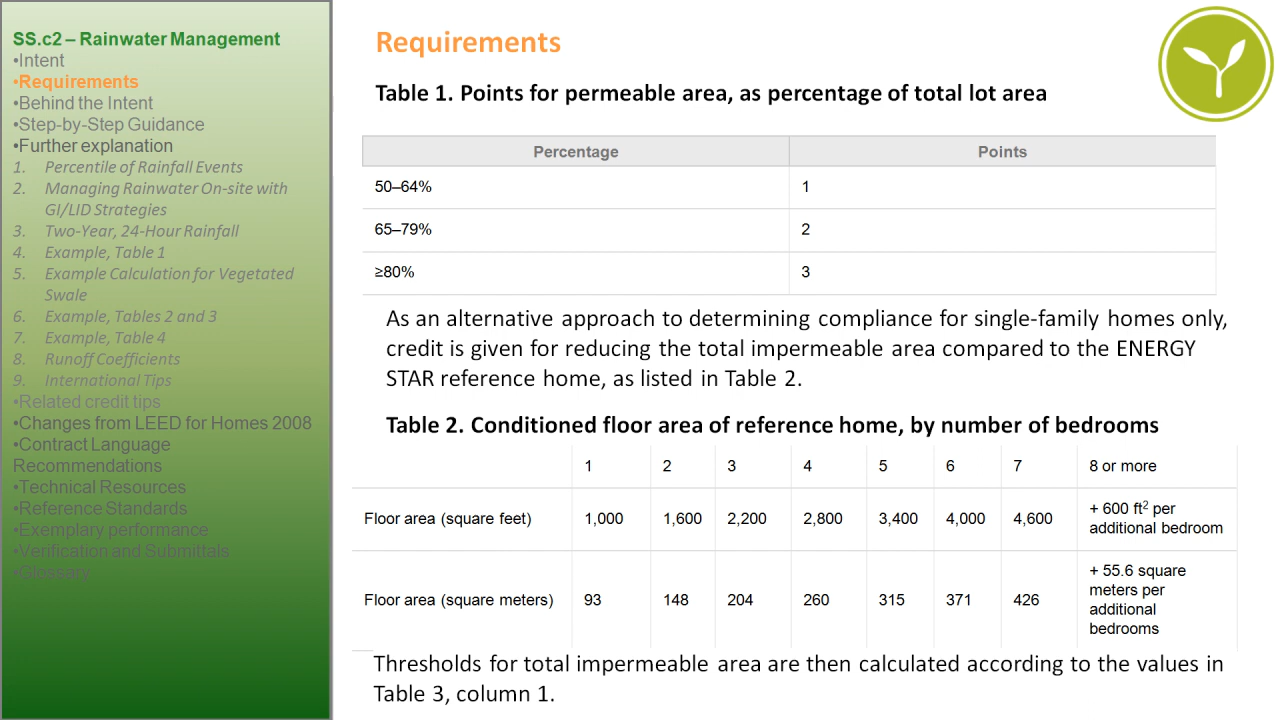 SS.c2 – Rainwater Management
•Intent
•Requirements
•Behind the Intent
•Step-by-Step Guidance
•Further explanation
1. Percentile of Rainfall Events
2. Managing Rainwater On-site with
GI/LID Strategies
3. Two-Year, 24-Hour Rainfall
4. Example, Table 1
5. Example Calculation for Vegetated
Swale
6. Example, Tables 2 and 3
7. Example, Table 4
8. Runoff Coefficients
9. International Tips
•Related credit tips
•Changes from LEED for Homes 2008
•Contract Language
Recommendations
•Technical Resources
•Reference Standards
•Exemplary performance
•Verification and Submittals
•Glossary
Requirements
Table 1. Points for permeable area, as percentage of total lot area
Percentage Points
50–64% 1
65–79% 2
≥80% 3
As an alternative approach to determining compliance for single-family homes only,
credit is given for reducing the total impermeable area compared to the ENERGY
STAR reference home, as listed in Table 2.
Table 2. Conditioned floor area of reference home, by number of bedrooms
1 2 3 4 5 6 7 8 or more
Floor area (square feet) 1,000 1,600 2,200 2,800 3,400 4,000 4,600 + 600 ft² per
additional bedroom
Floor area (square meters) 93 148 204 260 315 371 426 + 55.6 square
meters per
additional
bedrooms
Thresholds for total impermeable area are then calculated according to the values in
Table 3, column 1.